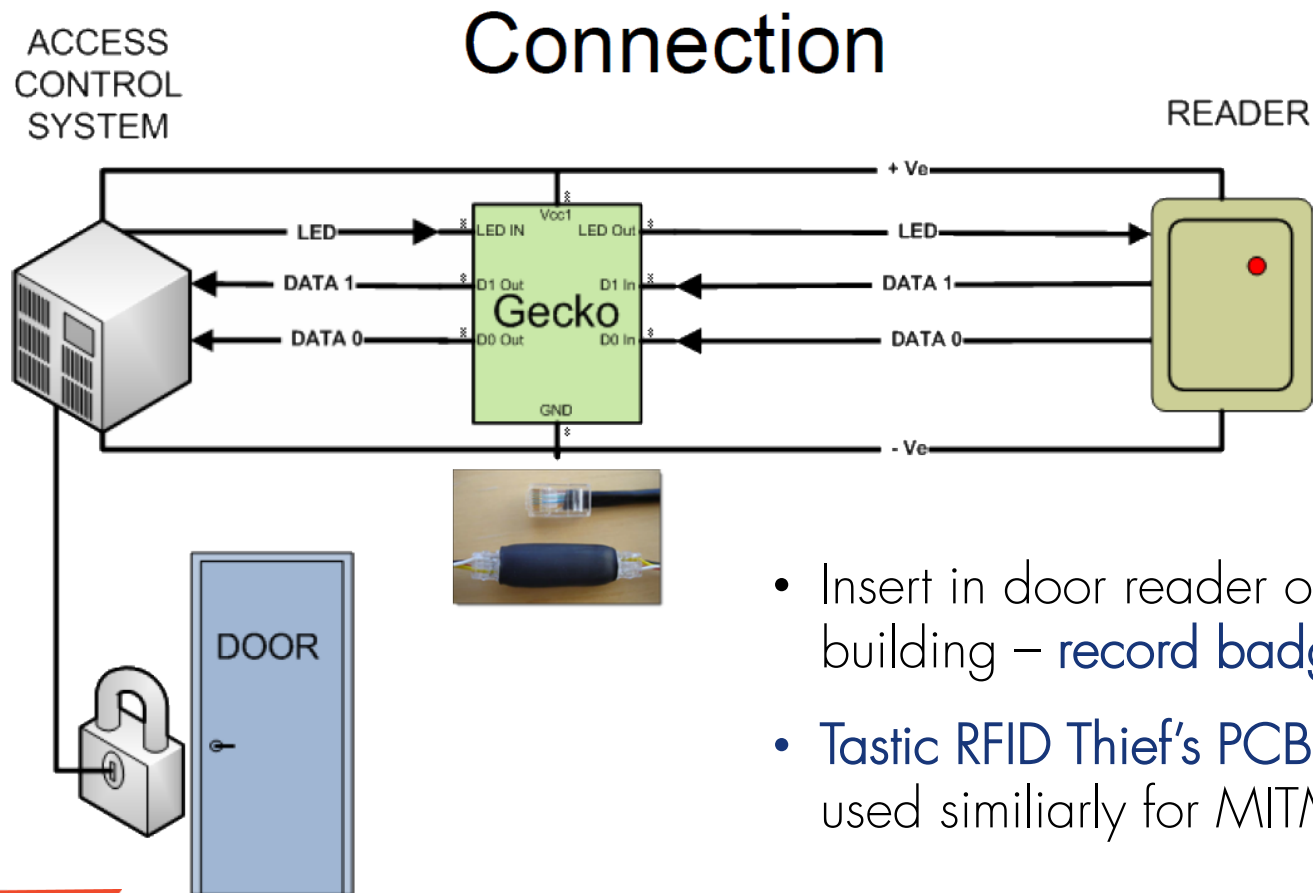 Connection
ACCESS
CONTROL
SYSTEM
READER
+ Ve
Vcc1
LED
LED IN
LED Out
LED
DATA 1
D1 Out
D1 In
DATA 1
Gecko
DATA 0
D0 Out
D0 In
DATA 0
GND
- Ve
DOOR
• Insert in door reader
building – record
• Tastic RFID Thief's PCB
used similiarly for